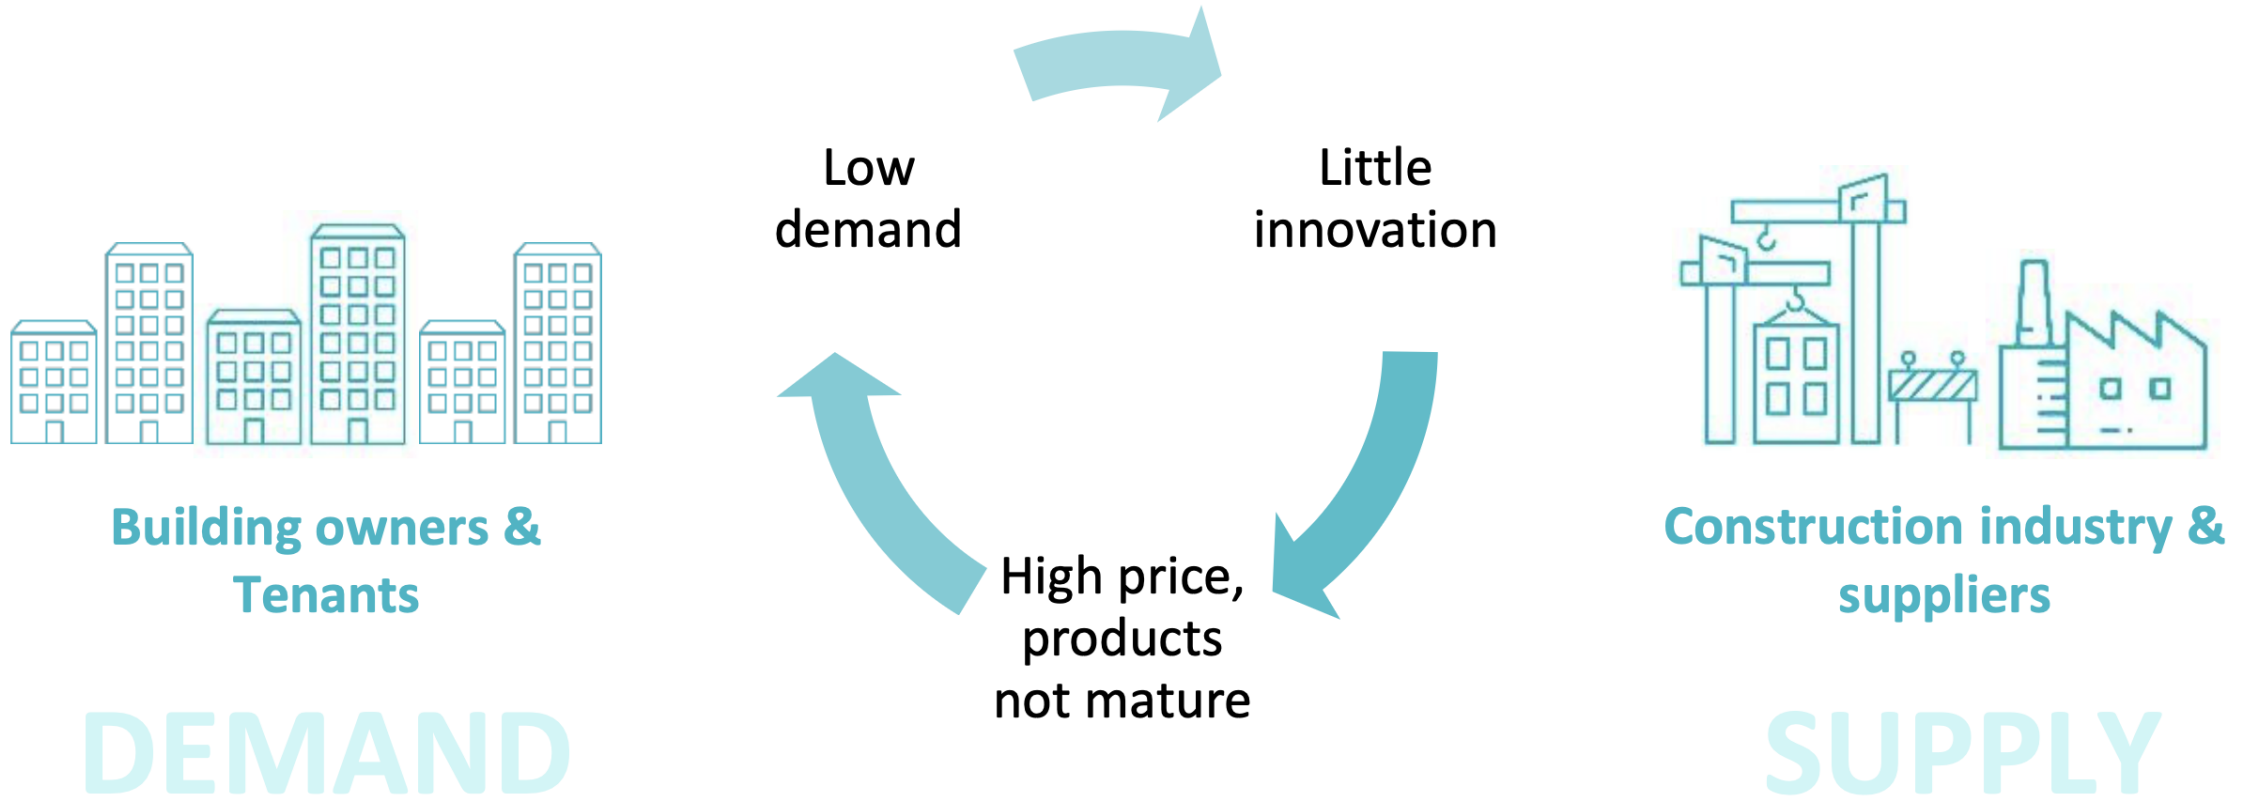 Low
demand
Little
innovation
High price,
products
not mature
Building owners &
Tenants
DEMAND
Construction industry &
suppliers
SUPPLY